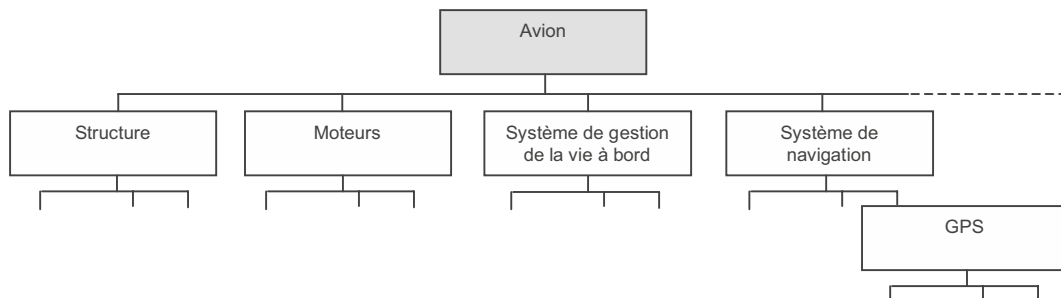 Avion
Structure
Moteurs
Système de gestion
de la vie à bord
Système de
navigation
GPS